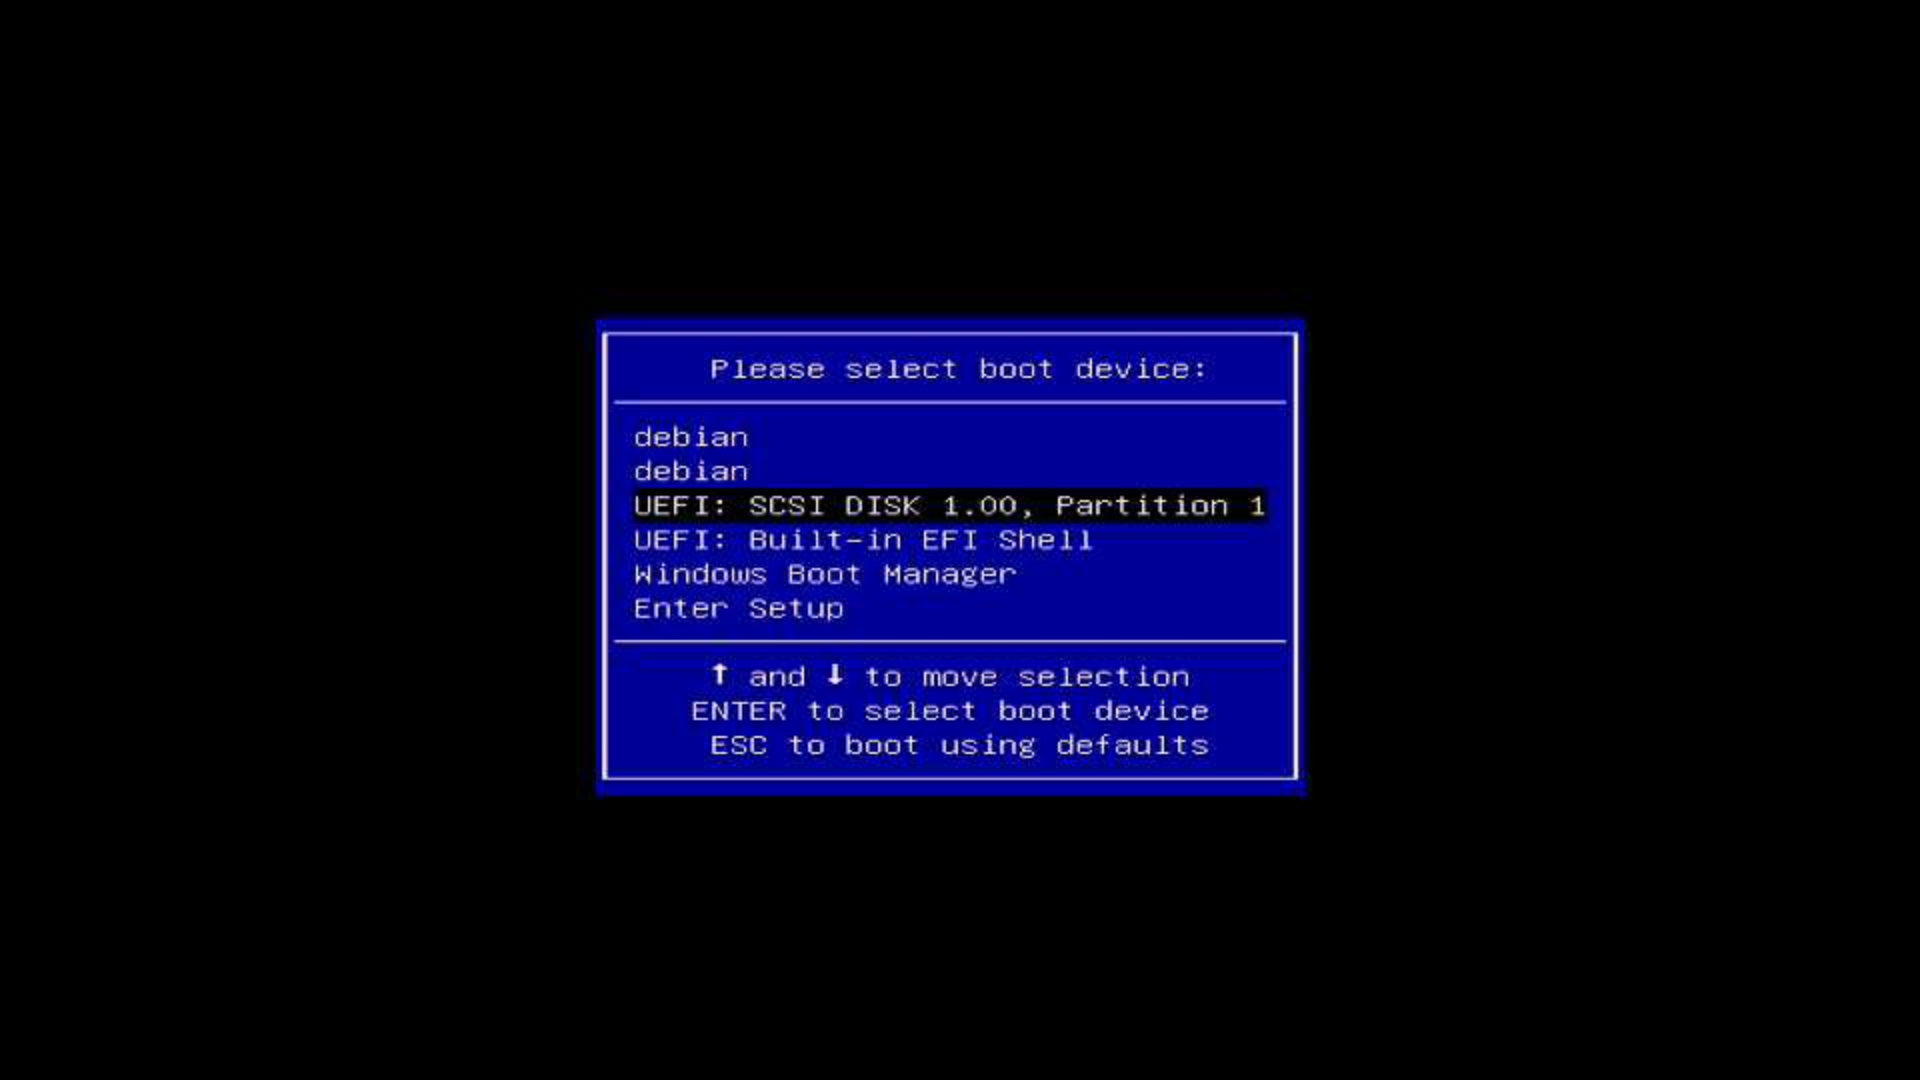 Please select boot device:
debian
debian
UEFI: SCSI DISK 1.00, Partition 1
UEFI: Built-in EFI Shell
Windows Boot Manager
Enter Setup
↑ and ↓ to move selection
ENTER to select boot device
ESC to boot using defaults